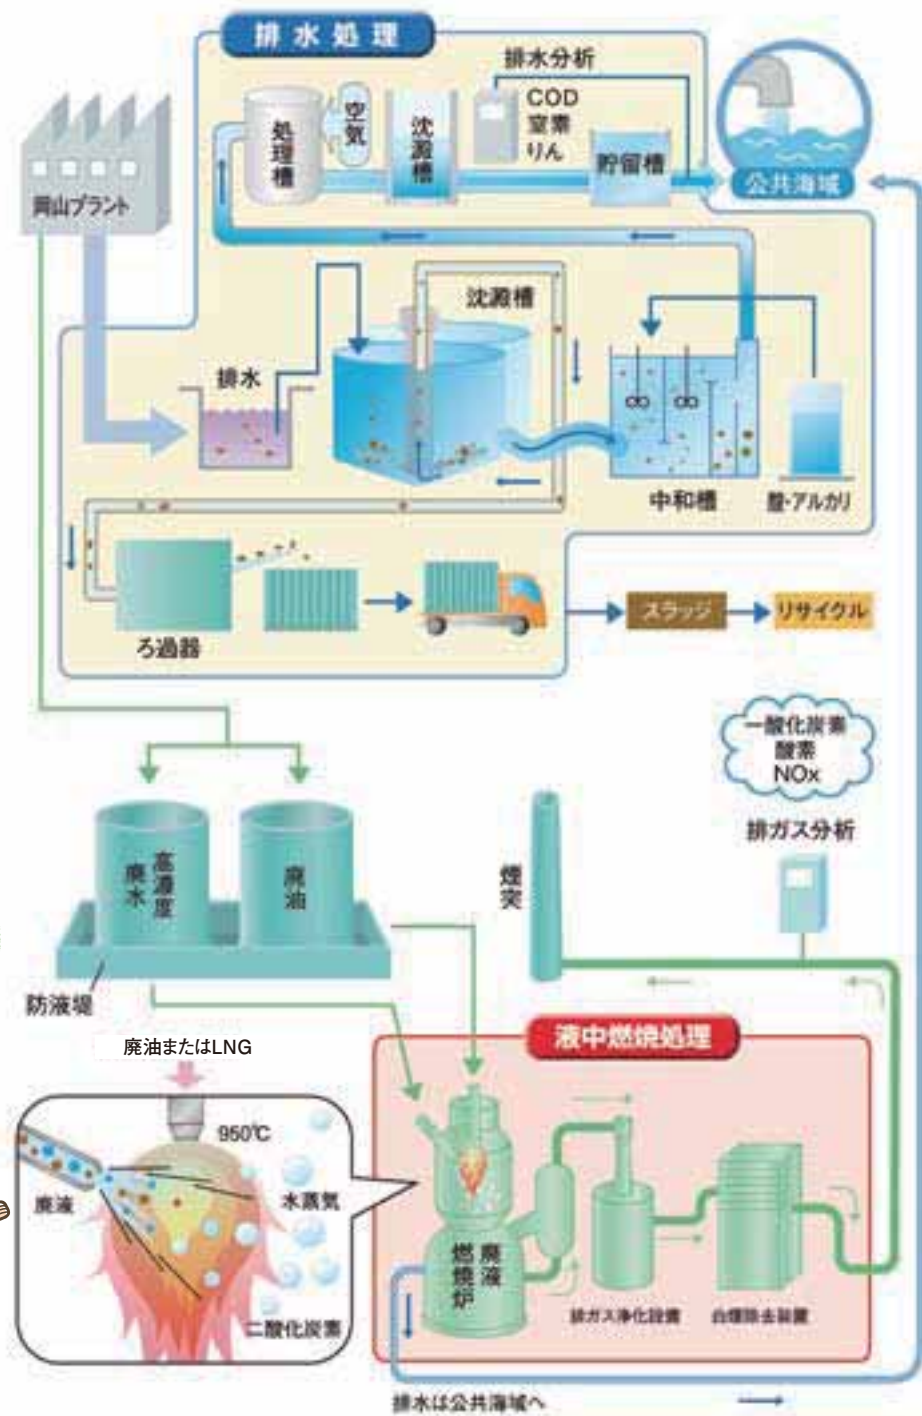 排水処理
排水分析
COD
窒素
りん
空気
処理槽
沈澱槽
貯留槽
公共海域
岡山プラント
沈澱槽
排水
中和槽
酸・アルカリ
ろ過器
スラッジ
リサイクル
一酸化炭素
酸素
NOx
排ガス分析
高濃度
廃水
廃油
煙突
防液堤
廃油またはLNG
液中燃焼処理
950℃
廃液
水蒸気
二酸化炭素
廃液
燃焼炉
排ガス浄化設備
白煙除去装置
排水は公共海域へ